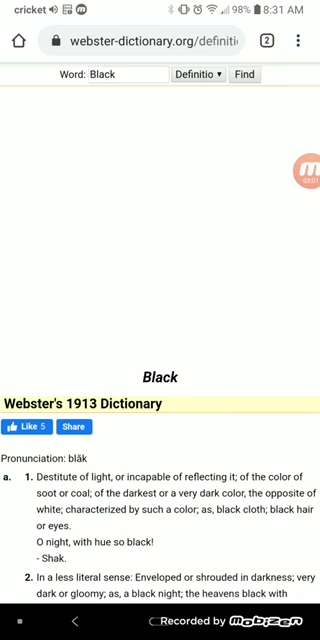 cricket 98% 8:31 AM
webster-dictionary.org/definiti 2
Word: Black Definitio Find
03:01
Black
Webster's 1913 Dictionary
Like 5 Share
Pronunciation: blăk
a. 1. Destitute of light, or incapable of reflecting it; of the color of
soot or coal; of the darkest or a very dark color, the opposite of
white; characterized by such a color; as, black cloth; black hair
or eyes.
O night, with hue so black!
- Shak.
2. In a less literal sense: Enveloped or shrouded in darkness; very
dark or gloomy; as, a black night; the heavens black with
Recorded by mobizen